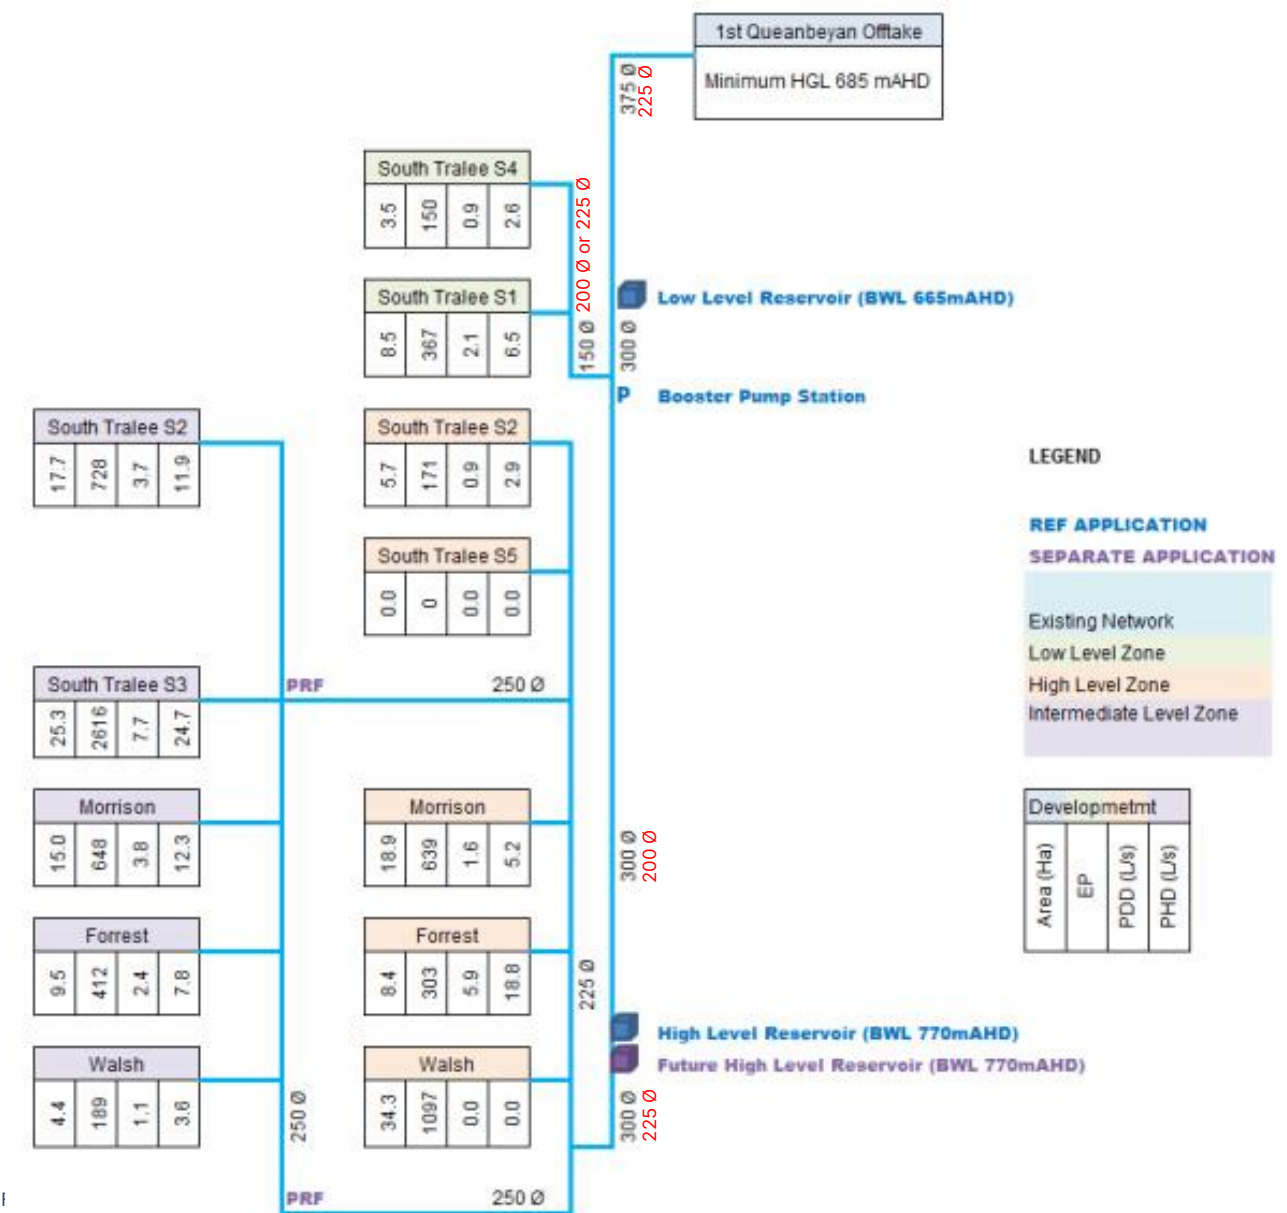 1st Queanbeyan Offtake
Minimum HGL 685 mAHD
375 Ø
225 Ø
South Tralee S4
3.5 150 0.9 2.6
200 Ø or 225 Ø
South Tralee S1
8.5 367 2.1 6.5
150 Ø
300 Ø
Low Level Reservoir (BWL 665mAHD)
P Booster Pump Station
South Tralee S2
17.7 728 3.7 11.9
South Tralee S2
5.7 171 0.9 2.9
South Tralee S5
0.0 0 0.0 0.0
South Tralee S3
25.3 2616 7.7 24.7
PRF
250 Ø
Morrison
15.0 648 3.8 12.3
Morrison
18.9 639 1.6 5.2
300 Ø
200 Ø
Forrest
9.5 412 2.4 7.8
Forrest
8.4 303 5.9 18.8
225 Ø
High Level Reservoir (BWL 770mAHD)
Future High Level Reservoir (BWL 770mAHD)
Walsh
4.4 189 1.1 3.6
250 Ø
Walsh
34.3 1097 0.0 0.0
300 Ø
225 Ø
PRF
250 Ø
LEGEND
REF APPLICATION
SEPARATE APPLICATION
Existing Network
Low Level Zone
High Level Zone
Intermediate Level Zone
Developmetmt
Area (Ha)
EP
PDD (L/s)
PHD (L/s)